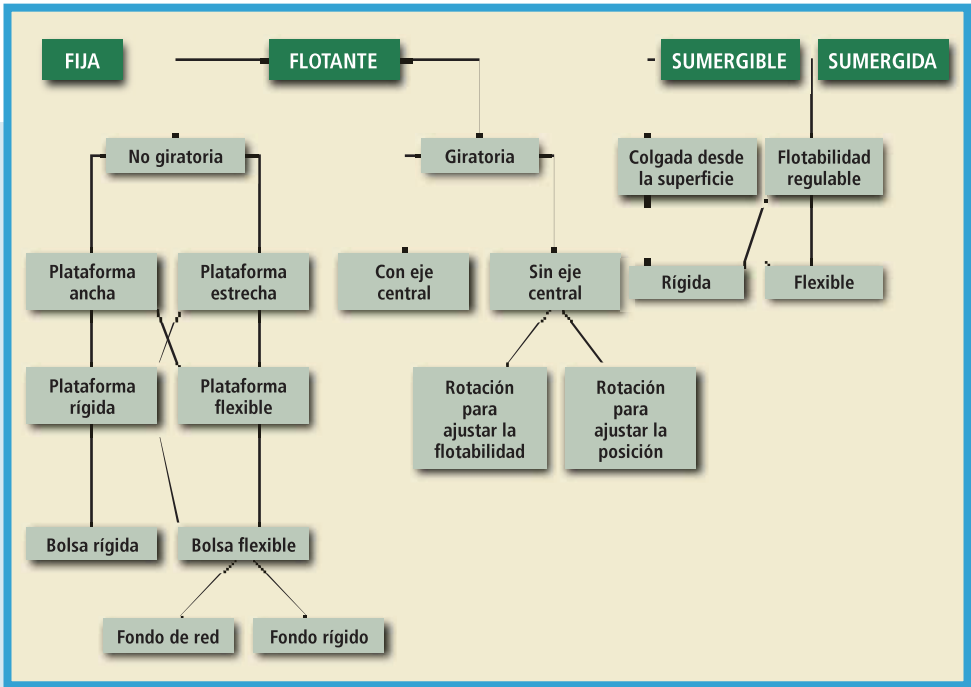 FIJA
FLOTANTE
SUMERGIBLE
SUMERGIDA
No giratoria
Giratoria
Colgada desde
la superficie
Flotabilidad
regulable
Plataforma
ancha
Plataforma
estrecha
Con eje
central
Sin eje
central
Rígida
Flexible
Plataforma
rígida
Plataforma
flexible
Rotación
para
ajustar la
flotabilidad
Rotación
para
ajustar la
posición
Bolsa rígida
Bolsa flexible
Fondo de red
Fondo rígido